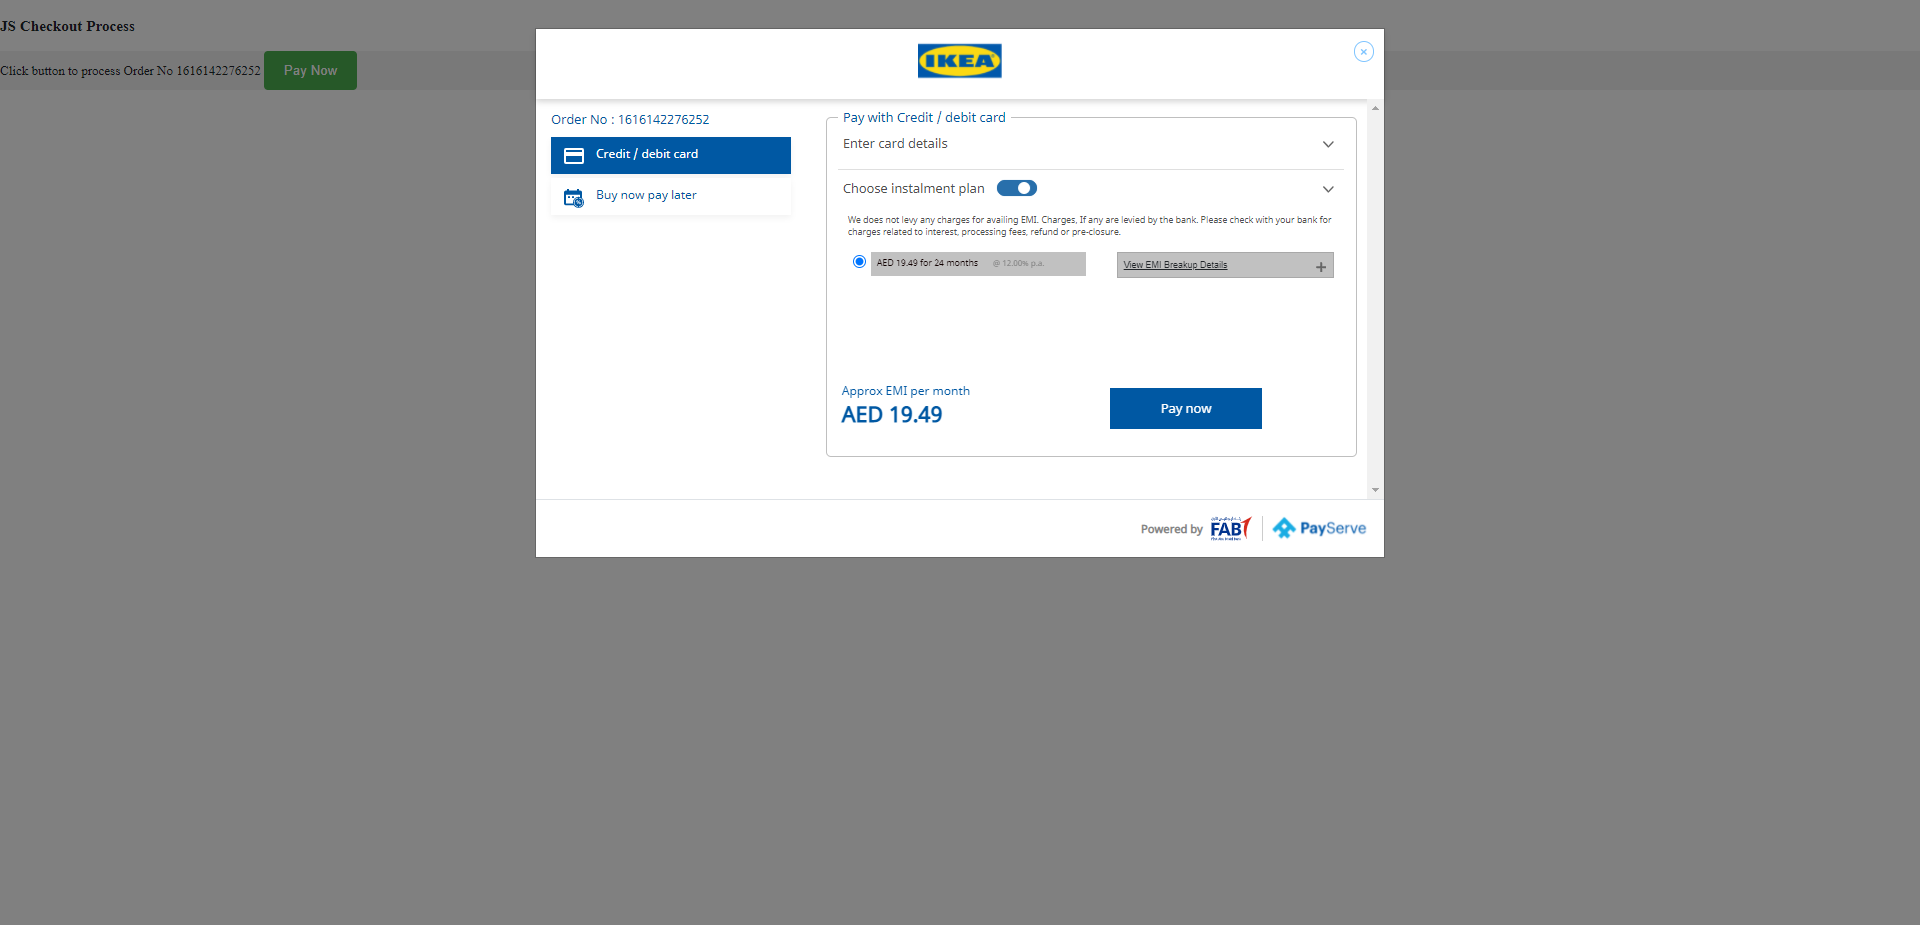 JS Checkout Process
Click button to process Order No 1616142276252 Pay Now
IKEA
Order No : 1616142276252
Credit / debit card
Buy now pay later
Pay with Credit / debit card
Enter card details
Choose instalment plan
We does not levy any charges for availing EMI. Charges, If any are levied by the bank. Please check with your bank for
charges related to interest, processing fees, refund or pre-closure.
AED 19.49 for 24 months @ 12.00% p.a.
View EMI Breakup Details +
Approx EMI per month
AED 19.49
Pay now
Powered by FAB PayServe